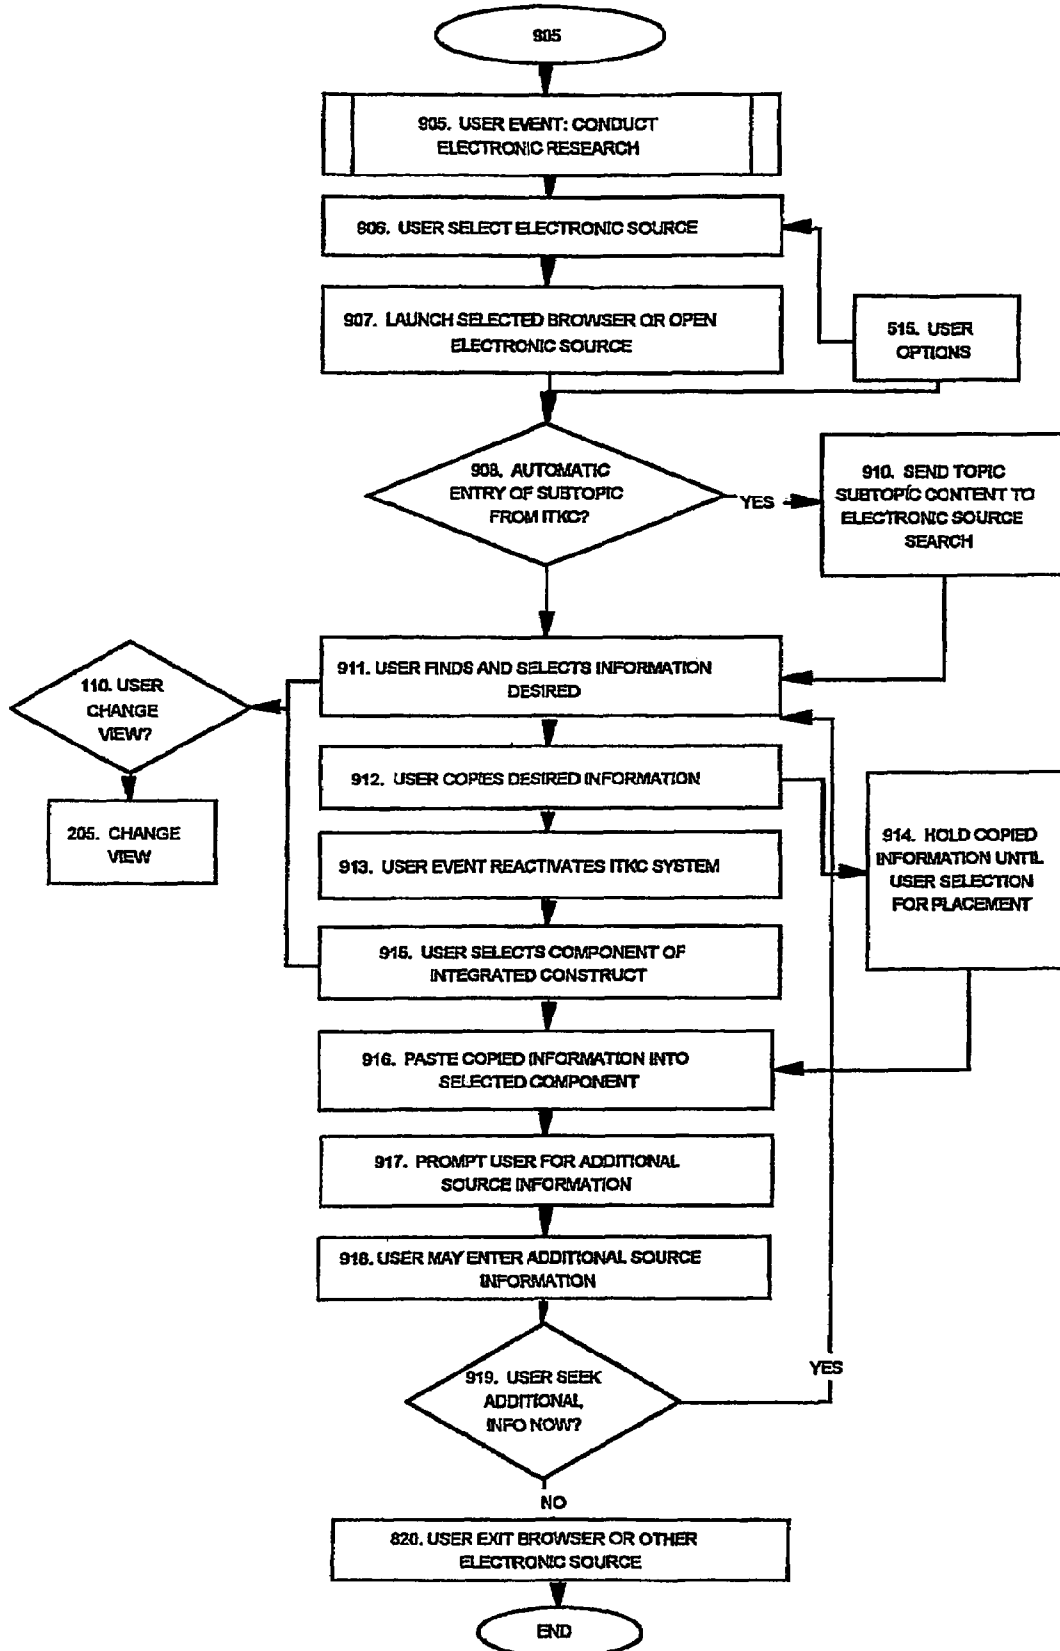 905
905. USER EVENT: CONDUCT
ELECTRONIC RESEARCH
906. USER SELECT ELECTRONIC SOURCE
907. LAUNCH SELECTED BROWSER OR OPEN
ELECTRONIC SOURCE
515. USER
OPTIONS
908. AUTOMATIC
ENTRY OF SUBTOPIC
FROM ITKC?
YES
910. SEND TOPIC
SUBTOPIC CONTENT TO
ELECTRONIC SOURCE
SEARCH
911. USER FINDS AND SELECTS INFORMATION
DESIRED
110. USER
CHANGE
VIEW?
205. CHANGE
VIEW
912. USER COPIES DESIRED INFORMATION
913. USER EVENT REACTIVATES ITKC SYSTEM
914. HOLD COPIED
INFORMATION UNTIL
USER SELECTION
FOR PLACEMENT
915. USER SELECTS COMPONENT OF
INTEGRATED CONSTRUCT
916. PASTE COPIED INFORMATION INTO
SELECTED COMPONENT
917. PROMPT USER FOR ADDITIONAL
SOURCE INFORMATION
918. USER MAY ENTER ADDITIONAL SOURCE
INFORMATION
919. USER SEEK
ADDITIONAL
INFO NOW?
YES
NO
820. USER EXIT BROWSER OR OTHER
ELECTRONIC SOURCE
END